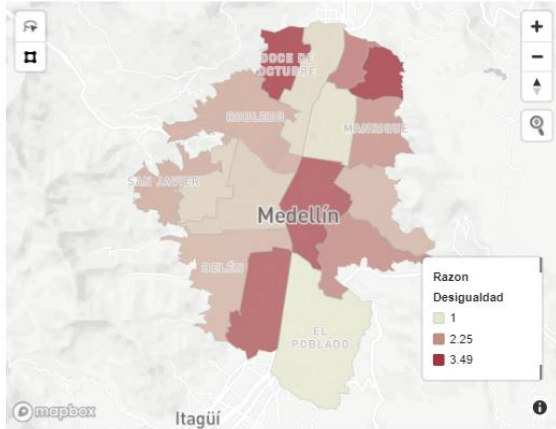 DOCE DE
OCTUBRE
ROBLEDO
MANRIQUE
SAN JAVIER
Medellín
BELÉN
EL
POBLADO
Razon
Desigualdad
1
2.25
3.49
mapbox
Itagüí